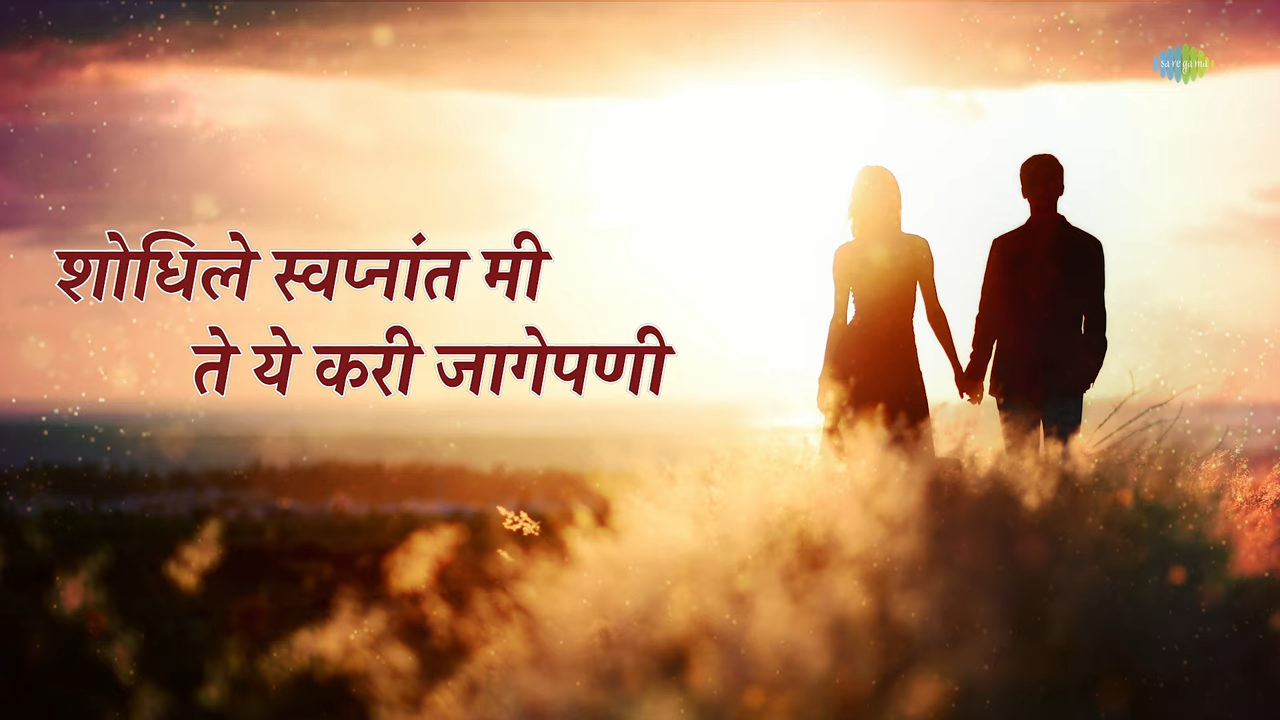 saregama
शोधिले स्वप्नांत मी
ते ये करी जागेपणी